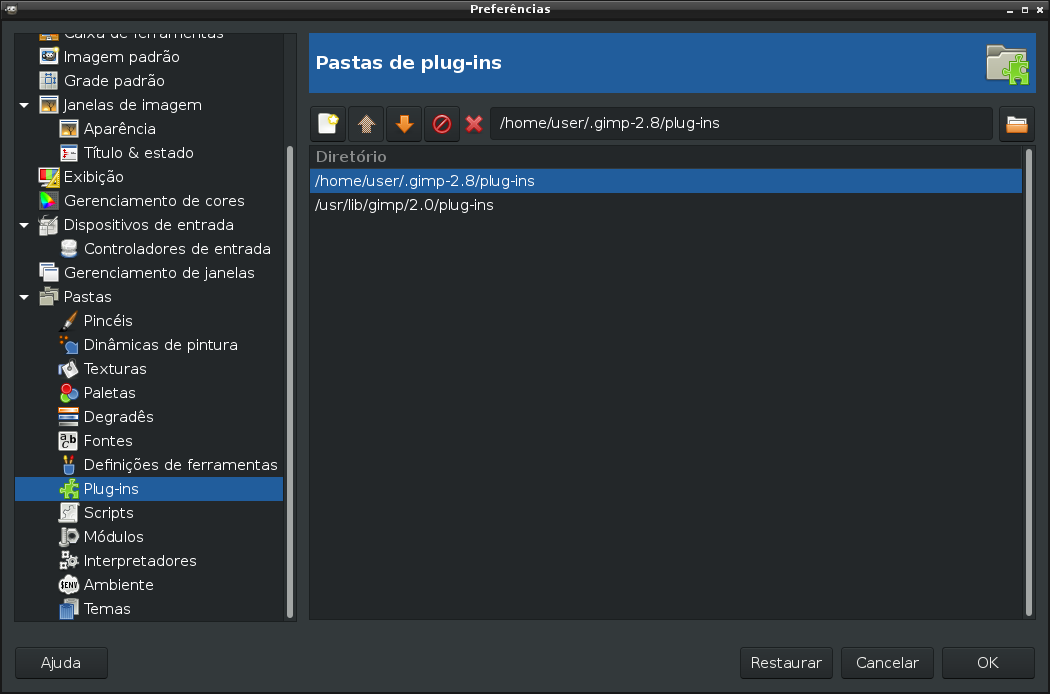 Preferências
Caixa de ferramentas
Imagem padrão
Grade padrão
Janelas de imagem
Aparência
Título & estado
Exibição
Gerenciamento de cores
Dispositivos de entrada
Controladores de entrada
Gerenciamento de janelas
Pastas
Pincéis
Dinâmicas de pintura
Texturas
Paletas
Degradês
Fontes
Definições de ferramentas
Plug-ins
Scripts
Módulos
Interpretadores
$ENV
Ambiente
Temas
Pastas de plug-ins
/home/user/.gimp-2.8/plug-ins
Diretório
/home/user/.gimp-2.8/plug-ins
/usr/lib/gimp/2.0/plug-ins
Ajuda
Restaurar
Cancelar
OK